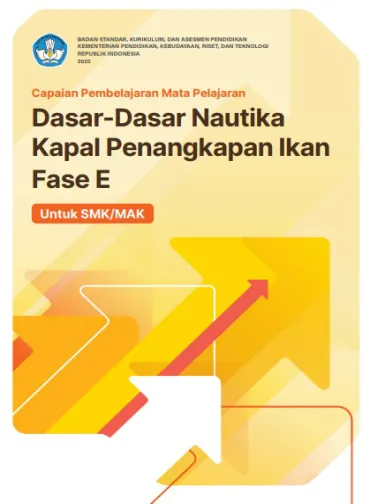 BADAN STANDAR, KURIKULUM, DAN ASESMEN PENDIDIKAN
KEMENTERIAN PENDIDIKAN, KEBUDAYAAN, RISET, DAN TEKNOLOGI
REPUBLIK INDONESIA
2022
Capaian Pembelajaran Mata Pelajaran
Dasar-Dasar Nautika
Kapal Penangkapan Ikan
Fase E
Untuk SMK/MAK